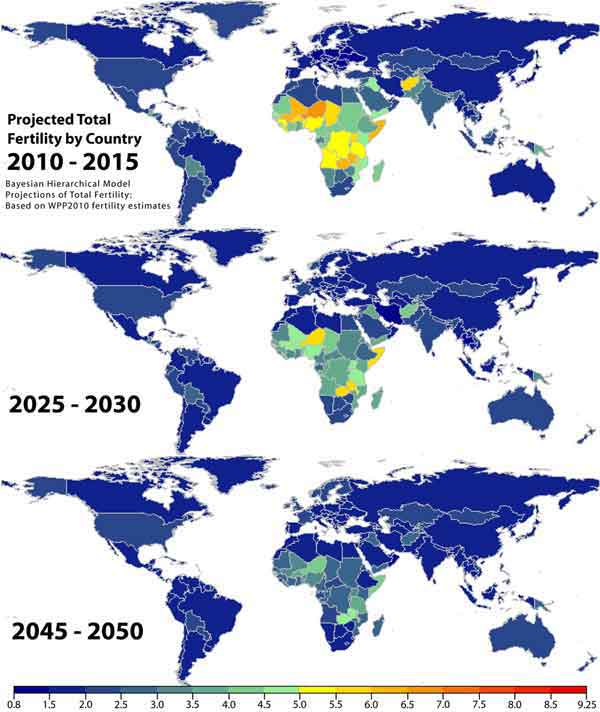 Projected Total
Fertility by Country
2010 - 2015
Bayesian Hierarchical Model
Projections of Total Fertility:
Based on WPP2010 fertility estimates
2025 - 2030
2045 - 2050
0.8 1.5 2.0 2.5 3.0 3.5 4.0 4.5 5.0 5.5 6.0 6.5 7.0 7.5 8.0 8.5 9.25